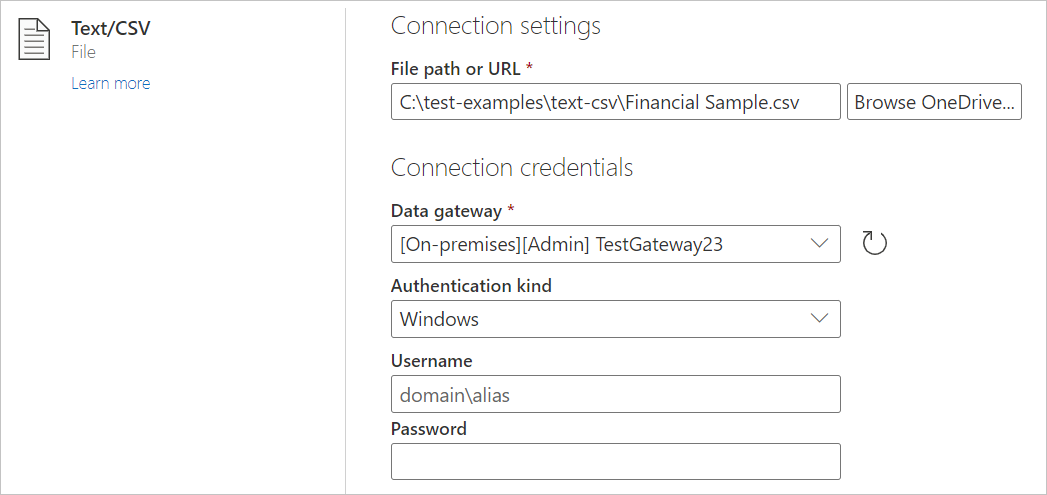 Text/CSV
File
Learn more
Connection settings
File path or URL *
C:\test-examples\text-csv\Financial Sample.csv
Browse OneDrive...
Connection credentials
Data gateway *
[On-premises][Admin] TestGateway23
Authentication kind
Windows
Username
domain\alias
Password